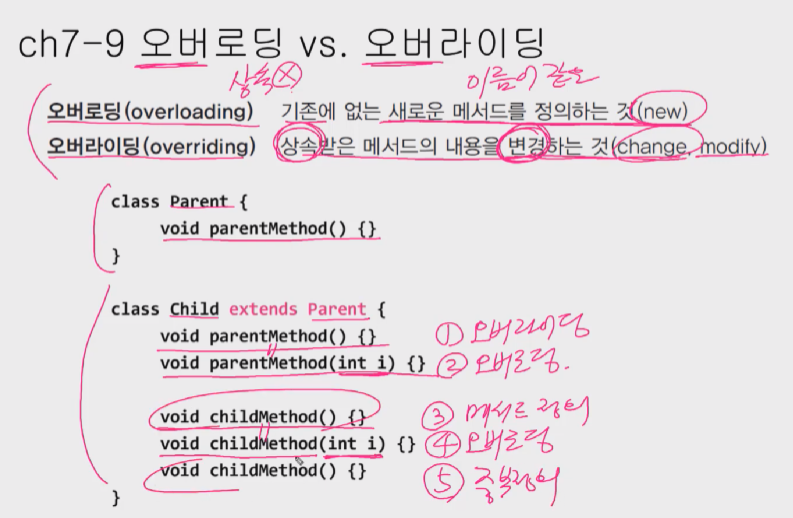 ch7-9 오버로딩 vs. 오버라이딩
상속 X 이름이 같은
오버로딩(overloading) 기존에 없는 새로운 메서드를 정의하는 것(new)
오버라이딩(overriding) 상속받은 메서드의 내용을 변경하는 것(change, modify)
class Parent {
void parentMethod() {}
}
class Child extends Parent {
void parentMethod() {} ① 오버라이딩
void parentMethod(int i) {} ② 오버로딩.
void childMethod() {} ③ 메서드 정의
void childMethod(int i) {} ④ 오버로딩
void childMethod() {} ⑤ 중복정의
}